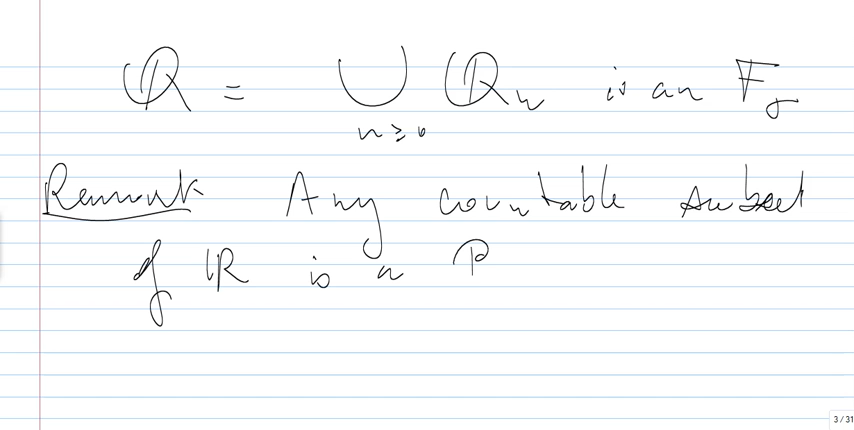 ℚ = ⋃ ℚₙ is an F_σ
n ≥ 0
Remark Any countable subset
of ℝ is a P
3 / 31